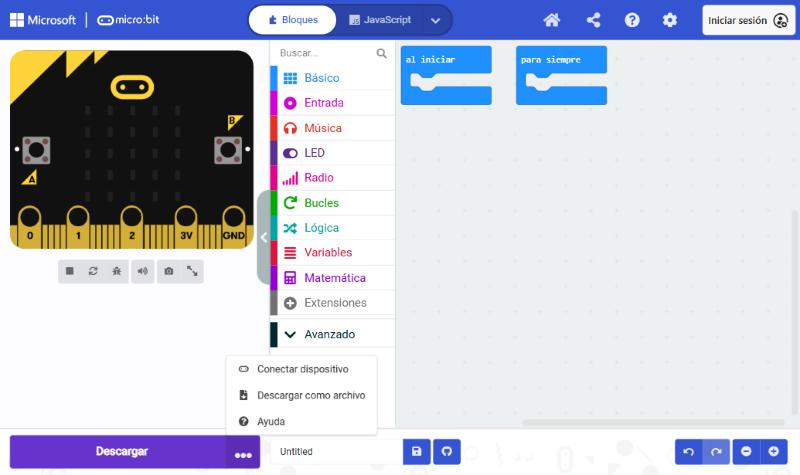 Microsoft
micro:bit
Bloques
JavaScript
Iniciar sesión
Buscar...
Básico
Entrada
Música
LED
Radio
Bucles
Lógica
Variables
Matemática
Extensiones
Avanzado
al iniciar
para siempre
B
A
0 1 2 3V GND
Conectar dispositivo
Descargar como archivo
Ayuda
Descargar
Untitled